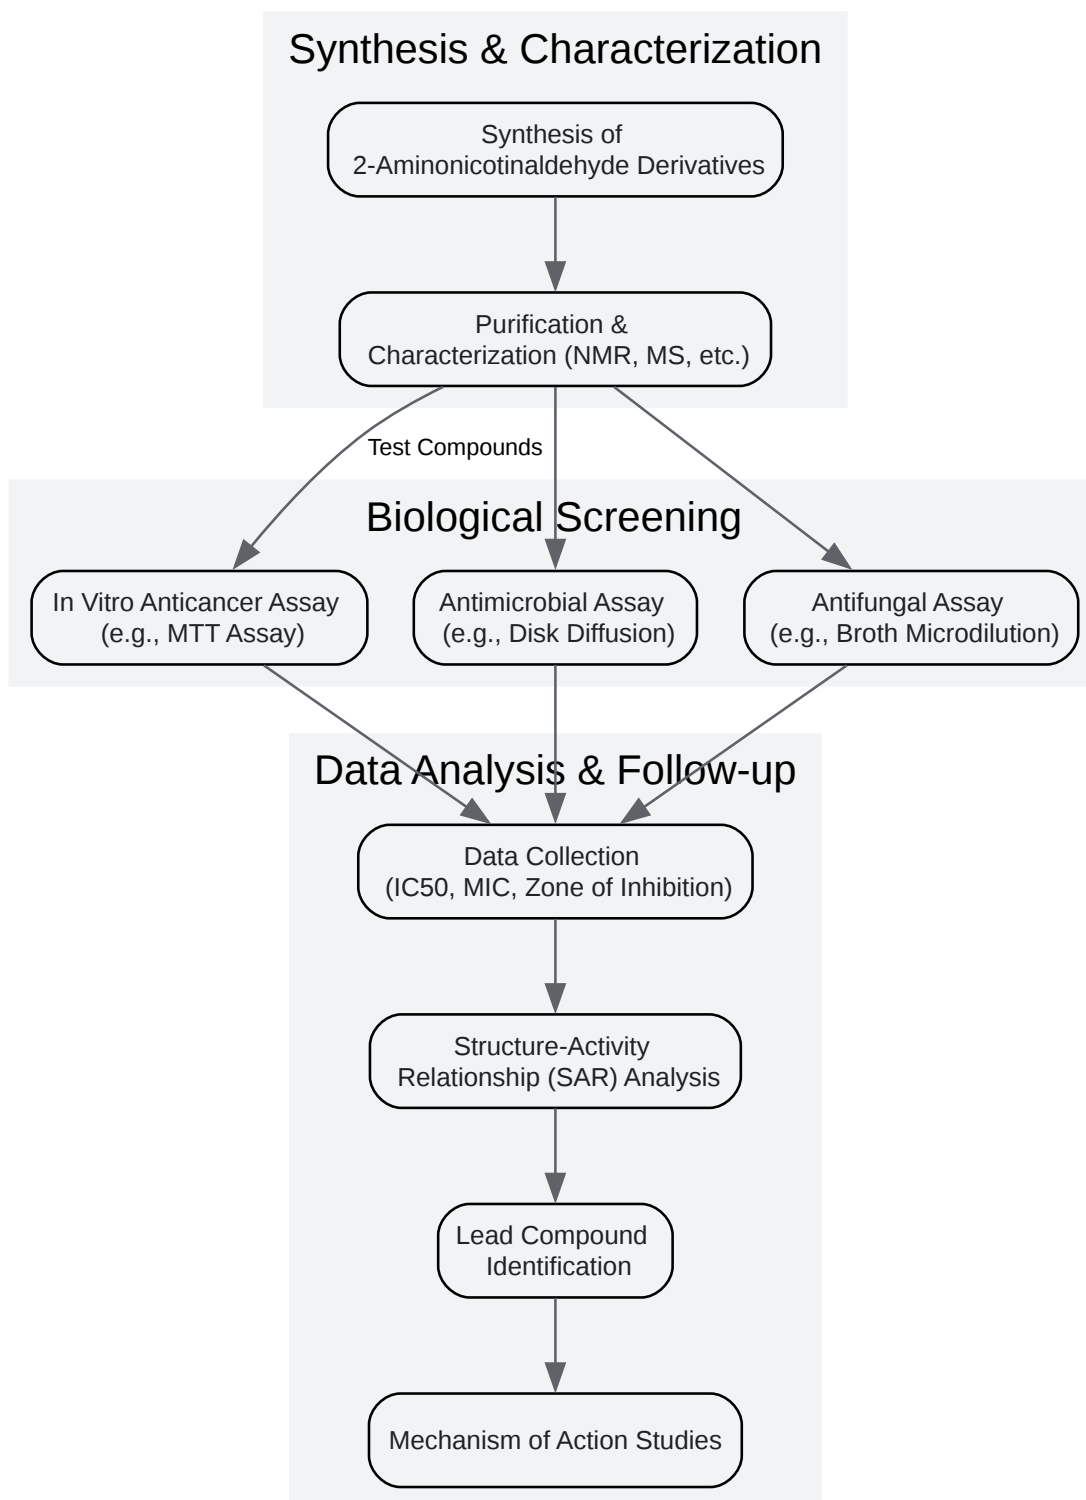 Synthesis & Characterization
Synthesis of
2-Aminonicotinaldehyde Derivatives
Purification &
Characterization (NMR, MS, etc.)
Test Compounds
Biological Screening
In Vitro Anticancer Assay
(e.g., MTT Assay)
Antimicrobial Assay
(e.g., Disk Diffusion)
Antifungal Assay
(e.g., Broth Microdilution)
Data Analysis & Follow-up
Data Collection
(IC50, MIC, Zone of Inhibition)
Structure-Activity
Relationship (SAR) Analysis
Lead Compound
Identification
Mechanism of Action Studies